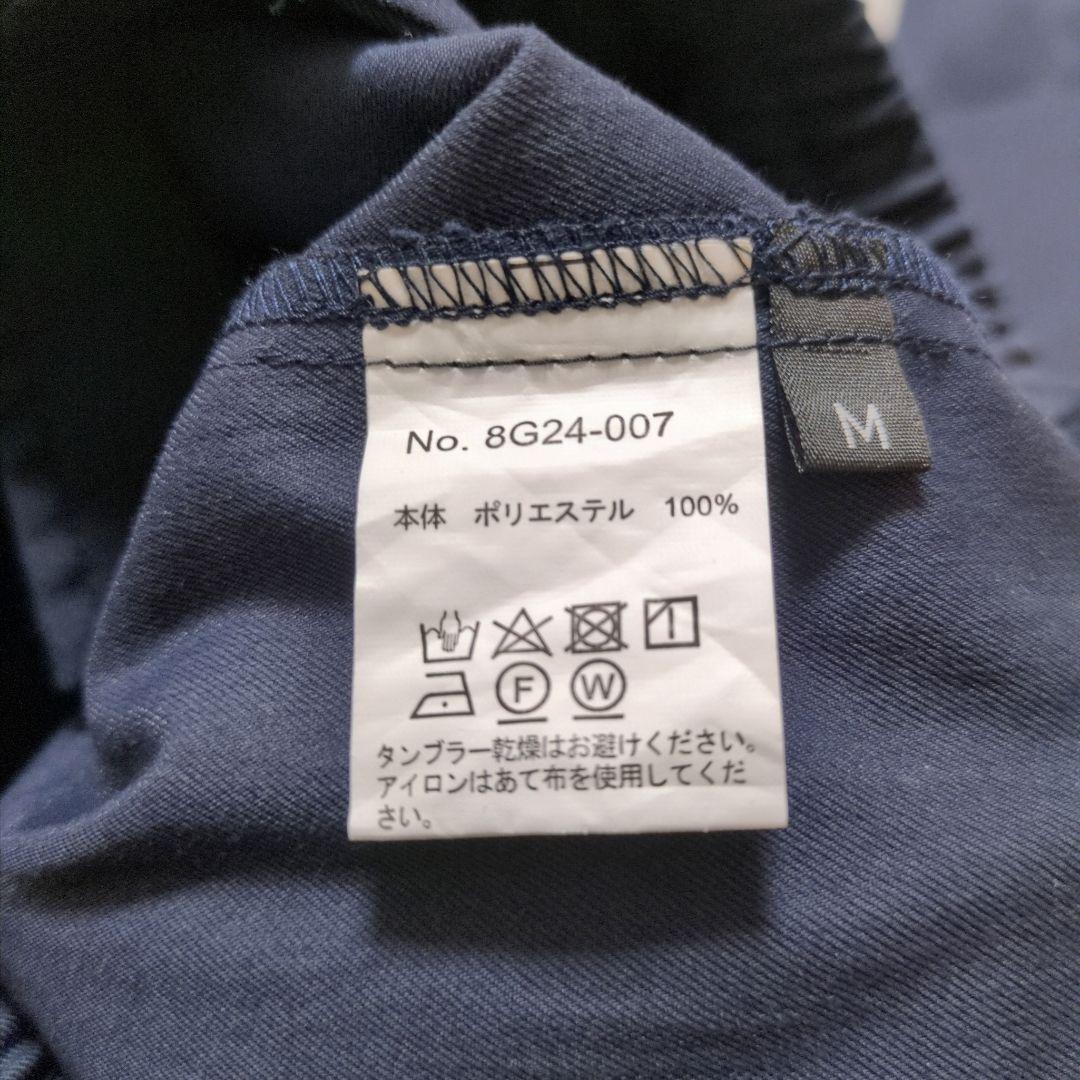 No. 8G24-007
M
本体 ポリエステル 100%
F W
タンブラー乾燥はお避けください。
アイロンはあて布を使用してくだ
さい。